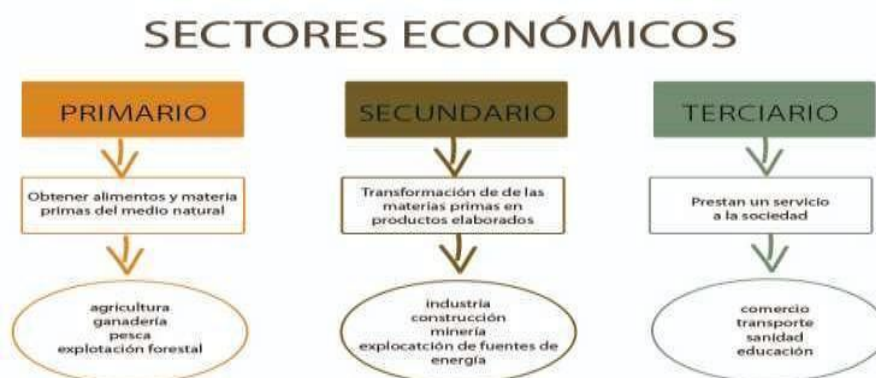 SECTORES ECONÓMICOS
PRIMARIO
Obtener alimentos y materia
primas del medio natural
agricultura
ganadería
pesca
explotación forestal
SECUNDARIO
Transformación de de las
materias primas en
productos elaborados
industria
construcción
minería
explocatción de fuentes de
energía
TERCIARIO
Prestan un servicio
a la sociedad
comercio
transporte
sanidad
educación